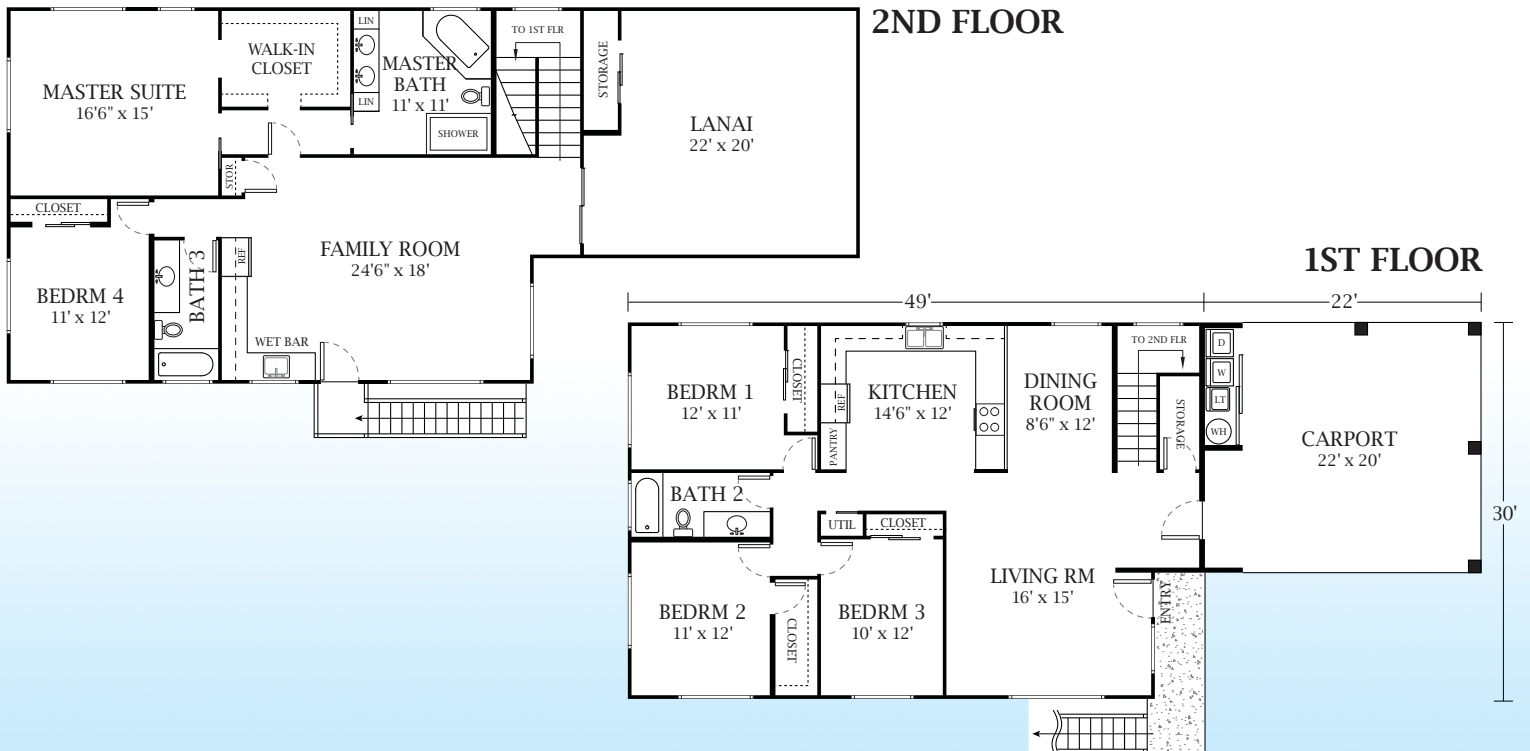 2ND FLOOR
LIN
TO 1ST FLR
STORAGE
WALK-IN
CLOSET
MASTER
BATH
11' x 11'
MASTER SUITE
16'6" x 15'
LIN
SHOWER
LANAI
22' x 20'
STOR
CLOSET
FAMILY ROOM
24'6" x 18'
REF
BATH 3
BEDRM 4
11' x 12'
WET BAR
1ST FLOOR
49'
22'
TO 2ND FLR
D
W
LT
WH
BEDRM 1
12' x 11'
CLOSET
KITCHEN
14'6" x 12'
REF
PANTRY
DINING
ROOM
8'6" x 12'
STORAGE
CARPORT
22' x 20'
BATH 2
UTIL
CLOSET
30'
LIVING RM
16' x 15'
ENTRY
BEDRM 2
11' x 12'
CLOSET
BEDRM 3
10' x 12'